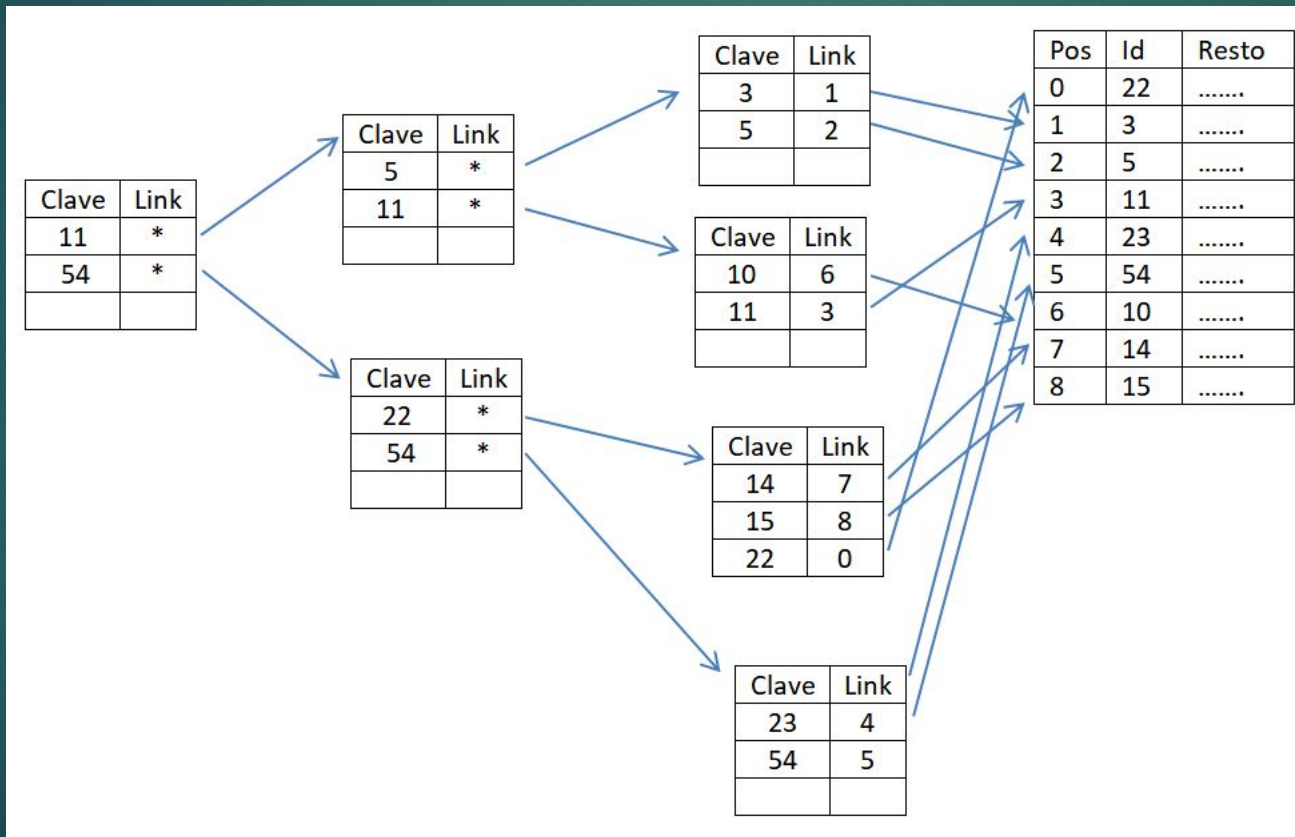 Clave Link
11 *
54 *
Clave Link
5 *
11 *
Clave Link
22 *
54 *
Clave Link
3 1
5 2
Clave Link
10 6
11 3
Clave Link
14 7
15 8
22 0
Clave Link
23 4
54 5
Pos Id Resto
0 22 .......
1 3 .......
2 5 .......
3 11 .......
4 23 .......
5 54 .......
6 10 .......
7 14 .......
8 15 .......